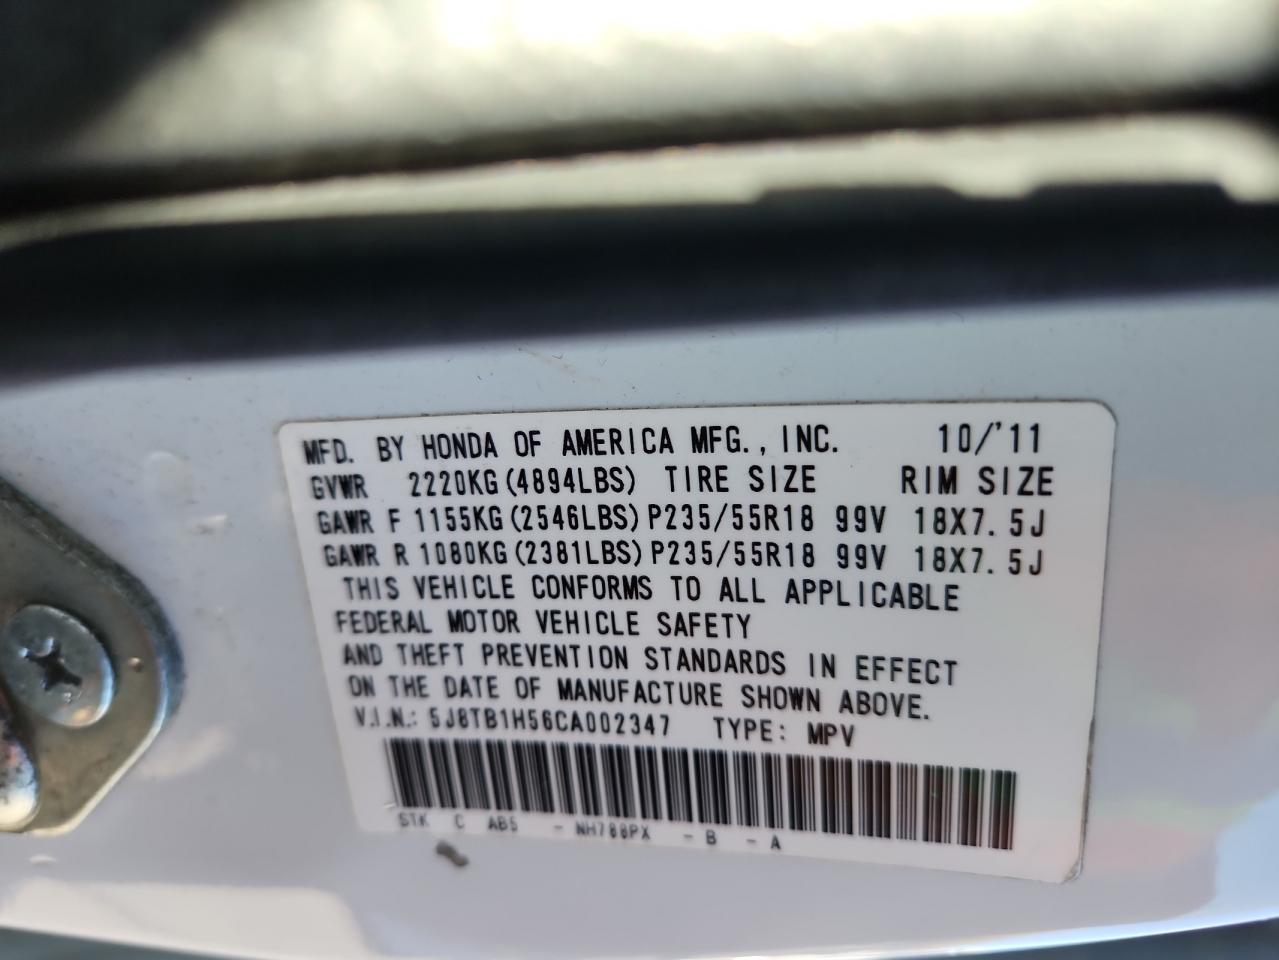 MFD. BY HONDA OF AMERICA MFG., INC. 10/'11
GVWR 2220KG(4894LBS) TIRE SIZE RIM SIZE
GAWR F 1155KG(2546LBS) P235/55R18 99V 18X7.5J
GAWR R 1080KG(2381LBS) P235/55R18 99V 18X7.5J
THIS VEHICLE CONFORMS TO ALL APPLICABLE
FEDERAL MOTOR VEHICLE SAFETY
AND THEFT PREVENTION STANDARDS IN EFFECT
ON THE DATE OF MANUFACTURE SHOWN ABOVE.
V.I.N.: 5J8TB1H56CA002347 TYPE: MPV
STK C AB5 - NH788PX - B - A